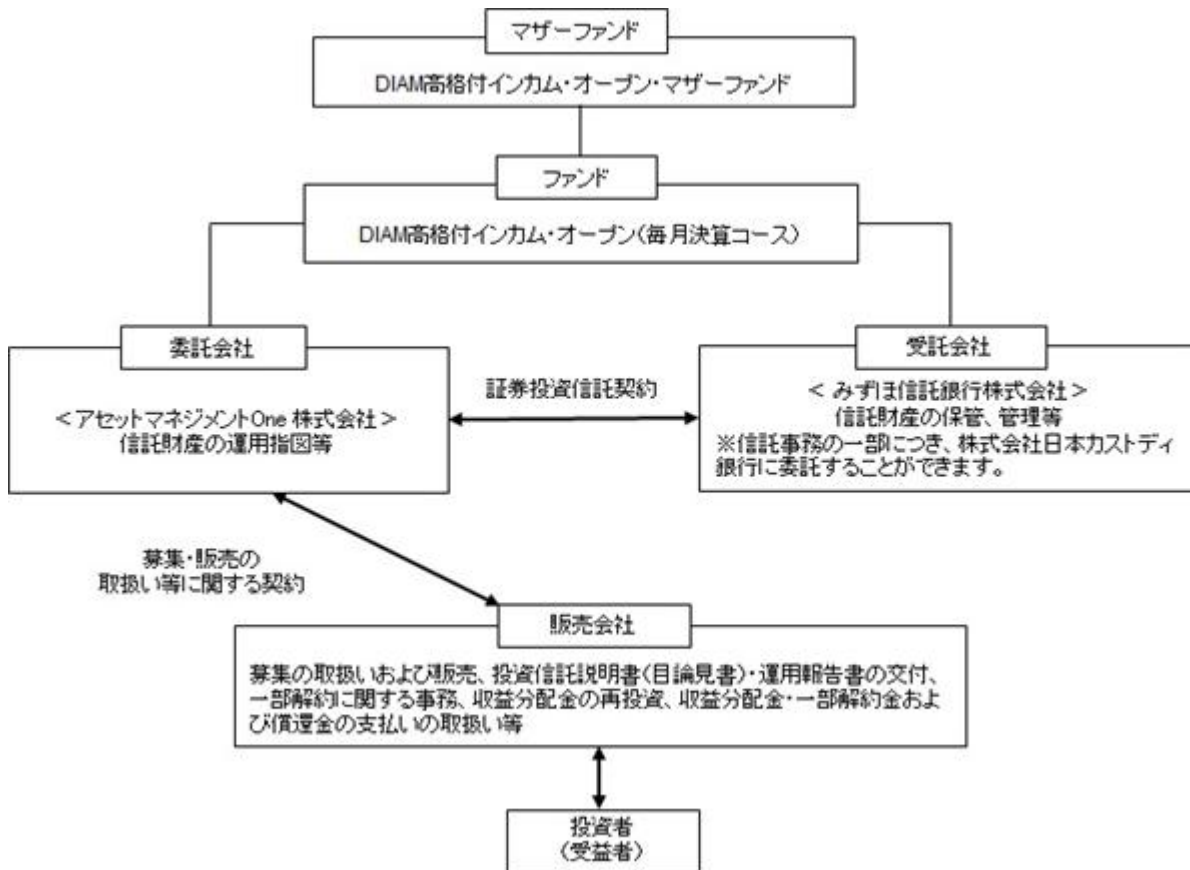 マザーファンド
DIAM高格付インカム・オープン・マザーファンド
ファンド
DIAM高格付インカム・オープン(毎月決算コース)
委託会社
<アセットマネジメントOne 株式会社>
信託財産の運用指図等
証券投資信託契約
受託会社
< みずほ信託銀行株式会社 >
信託財産の保管、管理等
※信託事務の一部につき、株式会社日本カストディ
銀行に委託することができます。
募集・販売の
取扱い等に関する契約
販売会社
募集の取扱いおよび販売、投資信託説明書(目論見書)・運用報告書の交付、
一部解約に関する事務、収益分配金の再投資、収益分配金・一部解約金およ
び償還金の支払いの取扱い等
投資者
(受益者)